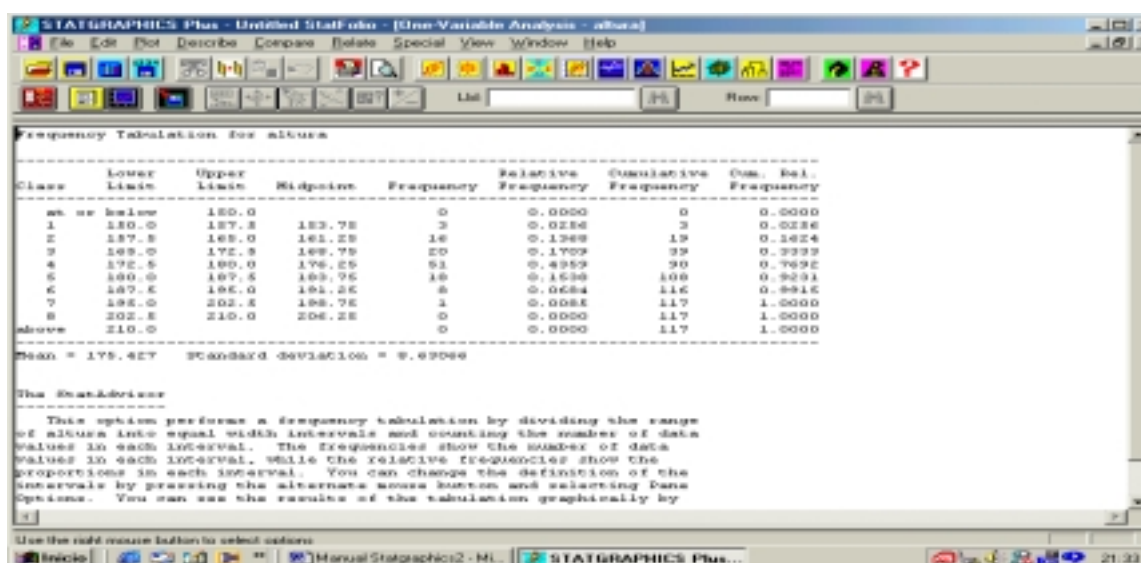 STATGRAPHICS Plus - Untitled StatFolio - [One-Variable Analysis - altura]
File Edit Plot Describe Compare Relate Special View Window Help
Row:
Frequency Tabulation for altura
Lower Upper Relative Cumulative Cum. Rel.
Class Limit Limit Midpoint Frequency Frequency Frequency Frequency
at or below 150.0 0 0.0000 0 0.0000
1 150.0 157.5 153.75 3 0.0256 3 0.0256
2 157.5 165.0 161.25 16 0.1368 19 0.1624
3 165.0 172.5 168.75 20 0.1709 39 0.3333
4 172.5 180.0 176.25 51 0.4359 90 0.7692
5 180.0 187.5 183.75 18 0.1538 108 0.9231
6 187.5 195.0 191.25 8 0.0684 116 0.9915
7 195.0 202.5 198.75 1 0.0085 117 1.0000
8 202.5 210.0 206.25 0 0.0000 117 1.0000
above 210.0 0 0.0000 117 1.0000
Mean = 175.427 Standard deviation =
The StatAdvisor
This option performs a frequency tabulation by dividing the range
of altura into equal width intervals and counting the number of data
values in each interval. The frequencies show the number of data
values in each interval, while the relative frequencies show the
proportions in each interval. You can change the definition of the
intervals by pressing the alternate mouse button and selecting Pane
Options. You can see the results of the tabulation graphically by
Use the right mouse button to select options
Inicio Manual Statgraphics2 - Mi... STATGRAPHICS Plus... 21:33